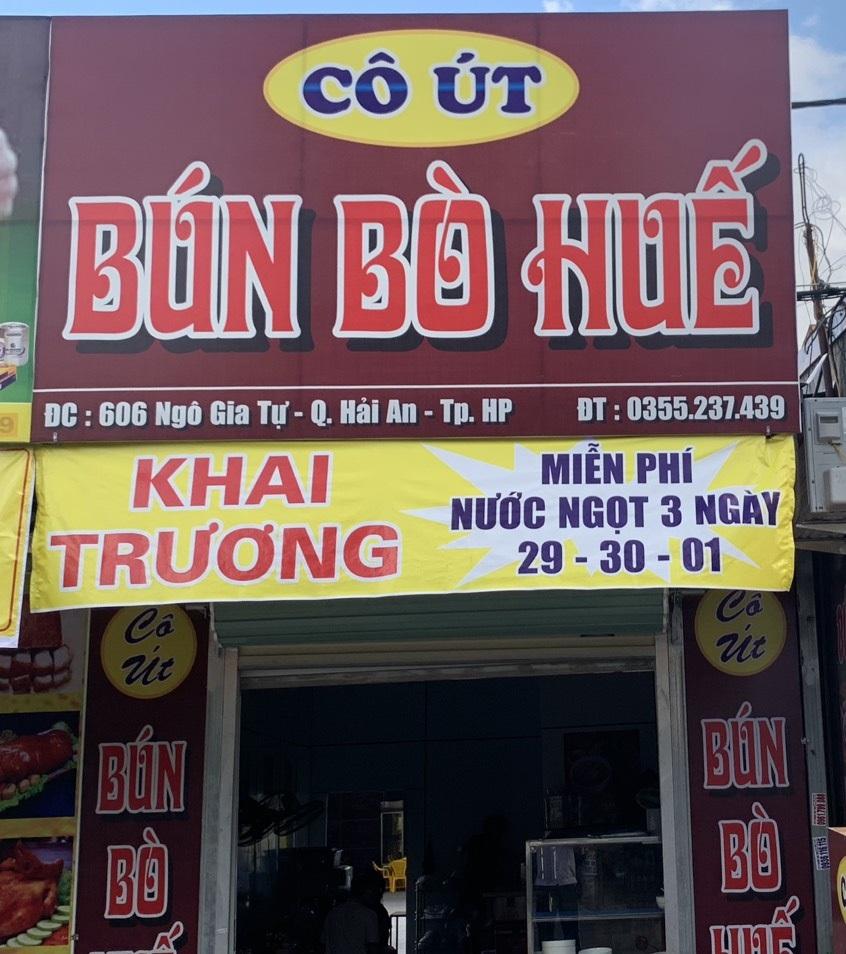 CÔ ÚT
BÚN BÒ HUẾ
ĐC : 606 Ngô Gia Tự - Q. Hải An - Tp. HP
ĐT : 0355.237.439
KHAI
TRƯƠNG
MIỄN PHÍ
NƯỚC NGỌT 3 NGÀY
29 - 30 - 01
Cô
Út
BÚN
BÒ
HUẾ
Cô
Út
BÚN
BÒ
HUẾ